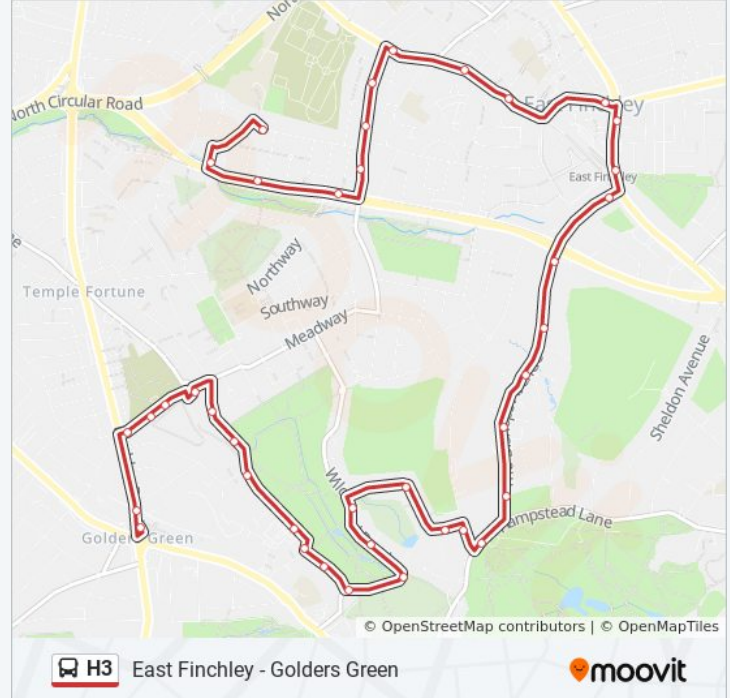 North Circular Road
East Finchley
East Finchley
Temple Fortune
Northway
Southway
Meadway
Sheldon Avenue
Hampstead Lane
Golders Green
© OpenStreetMap contributors | © OpenMapTiles
H3 East Finchley - Golders Green
moovit